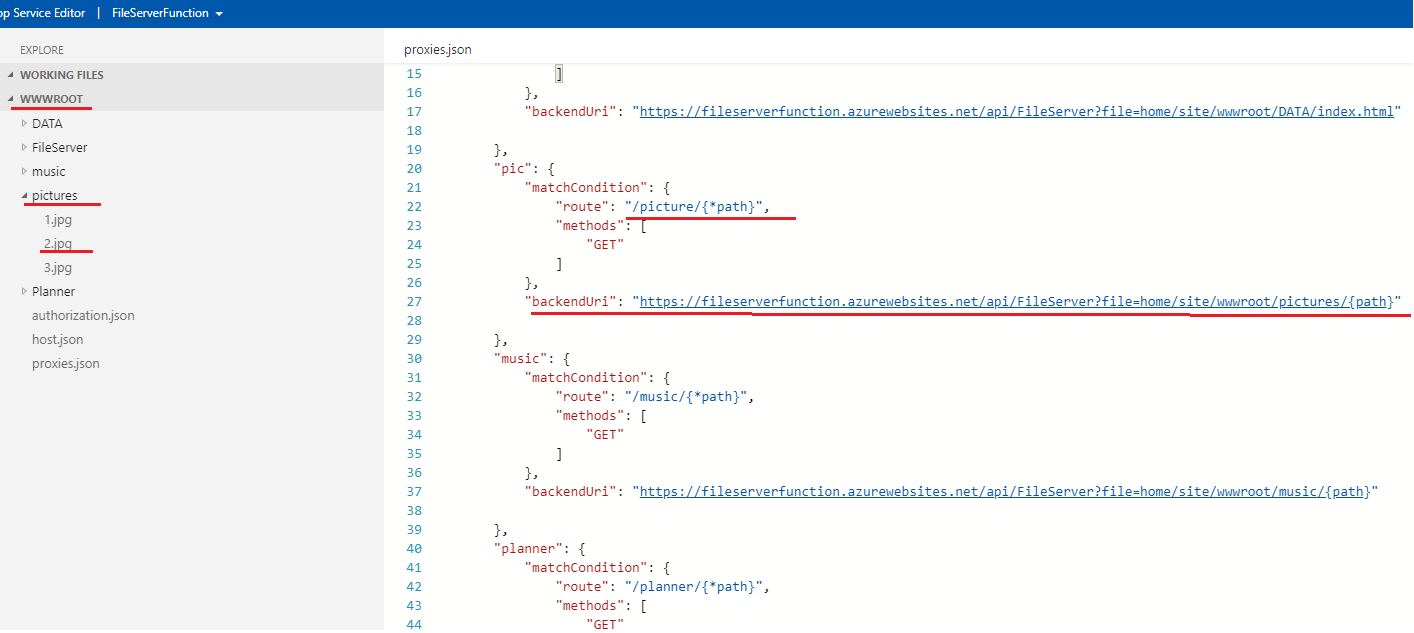 pp Service Editor | FileServerFunction
EXPLORE
WORKING FILES
WWWROOT
DATA
FileServer
music
pictures
1.jpg
2.jpg
3.jpg
Planner
authorization.json
host.json
proxies.json
proxies.json
15 ]
16 },
17 "backendUri": "https://fileserverfunction.azurewebsites.net/api/FileServer?file=home/site/wwwroot/DATA/index.html"
18
19 },
20 "pic": {
21 "matchCondition": {
22 "route": "/picture/{*path}",
23 "methods": [
24 "GET"
25 ]
26 },
27 "backendUri": "https://fileserverfunction.azurewebsites.net/api/FileServer?file=home/site/wwwroot/pictures/{path}"
28
29 },
30 "music": {
31 "matchCondition": {
32 "route": "/music/{*path}",
33 "methods": [
34 "GET"
35 ]
36 },
37 "backendUri": "https://fileserverfunction.azurewebsites.net/api/FileServer?file=home/site/wwwroot/music/{path}"
38
39 },
40 "planner": {
41 "matchCondition": {
42 "route": "/planner/{*path}",
43 "methods": [
44 "GET"